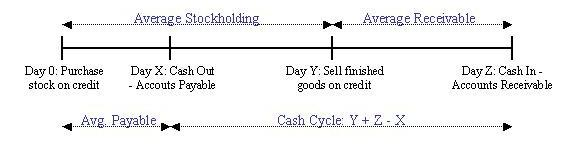 Average Stockholding
Average Receivable
Day 0: Purchase
stock on credit
Day X: Cash Out
- Accouts Payable
Day Y: Sell finished
goods on credit
Day Z: Cash In -
Accounts Receivable
Avg. Payable
Cash Cycle: Y + Z - X